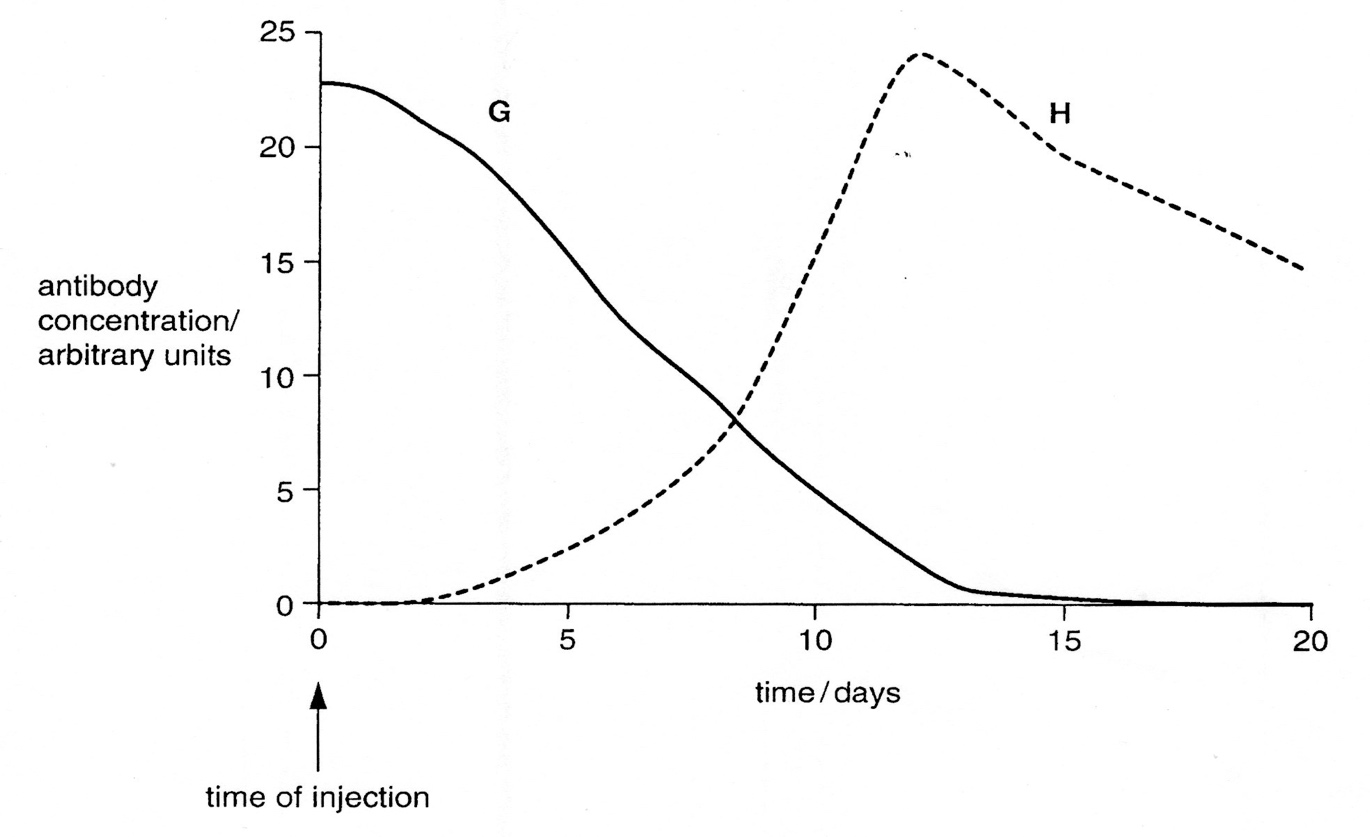 25
G
H
20
15
antibody
concentration/
arbitrary units
10
5
0
0 5 10 15 20
time/days
time of injection